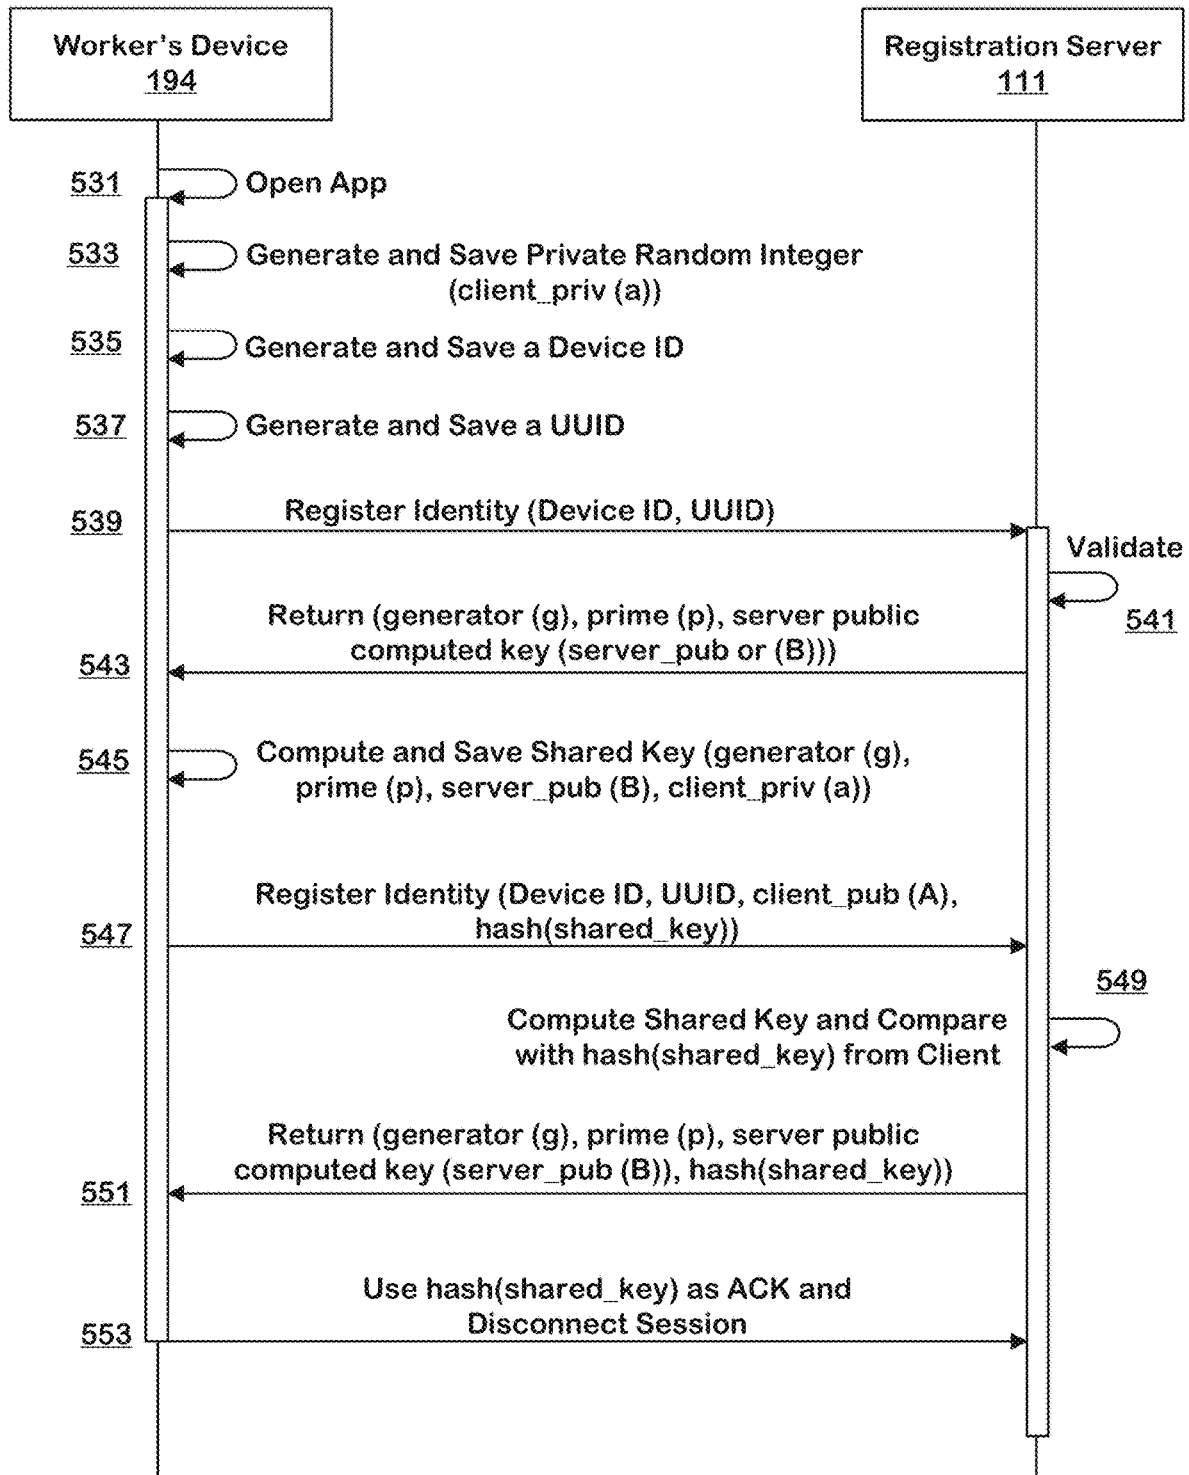 Worker's Device
194
Registration Server
111
531
Open App
533
Generate and Save Private Random Integer
(client_priv (a))
535
Generate and Save a Device ID
537
Generate and Save a UUID
539
Register Identity (Device ID, UUID)
Validate
541
Return (generator (g), prime (p), server public
computed key (server_pub or (B)))
543
545
Compute and Save Shared Key (generator (g),
prime (p), server_pub (B), client_priv (a))
Register Identity (Device ID, UUID, client_pub (A),
hash(shared_key))
547
549
Compute Shared Key and Compare
with hash(shared_key) from Client
Return (generator (g), prime (p), server public
computed key (server_pub (B)), hash(shared_key))
551
Use hash(shared_key) as ACK and
Disconnect Session
553